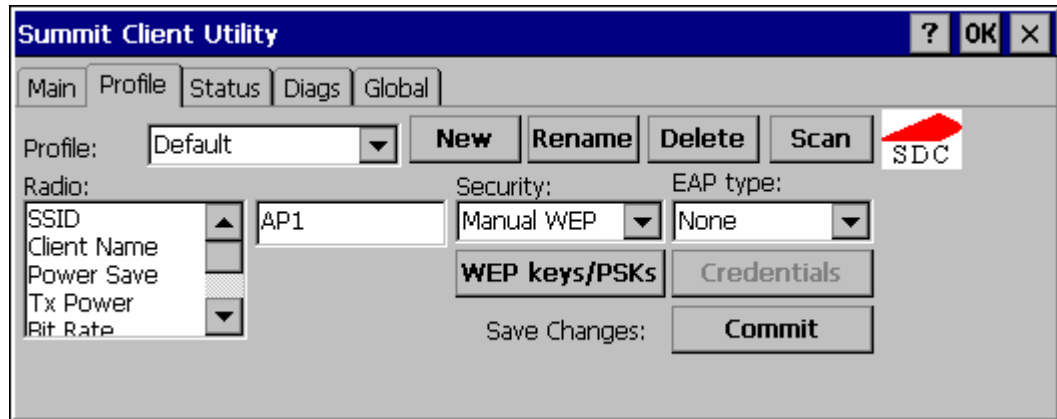 Summit Client Utility ? OK ×
Main Profile Status Diags Global
Profile: Default New Rename Delete Scan SDC
Radio: Security: EAP type:
SSID AP1 Manual WEP None
Client Name
Power Save WEP keys/PSKs Credentials
Tx Power
Bit Rate Save Changes: Commit